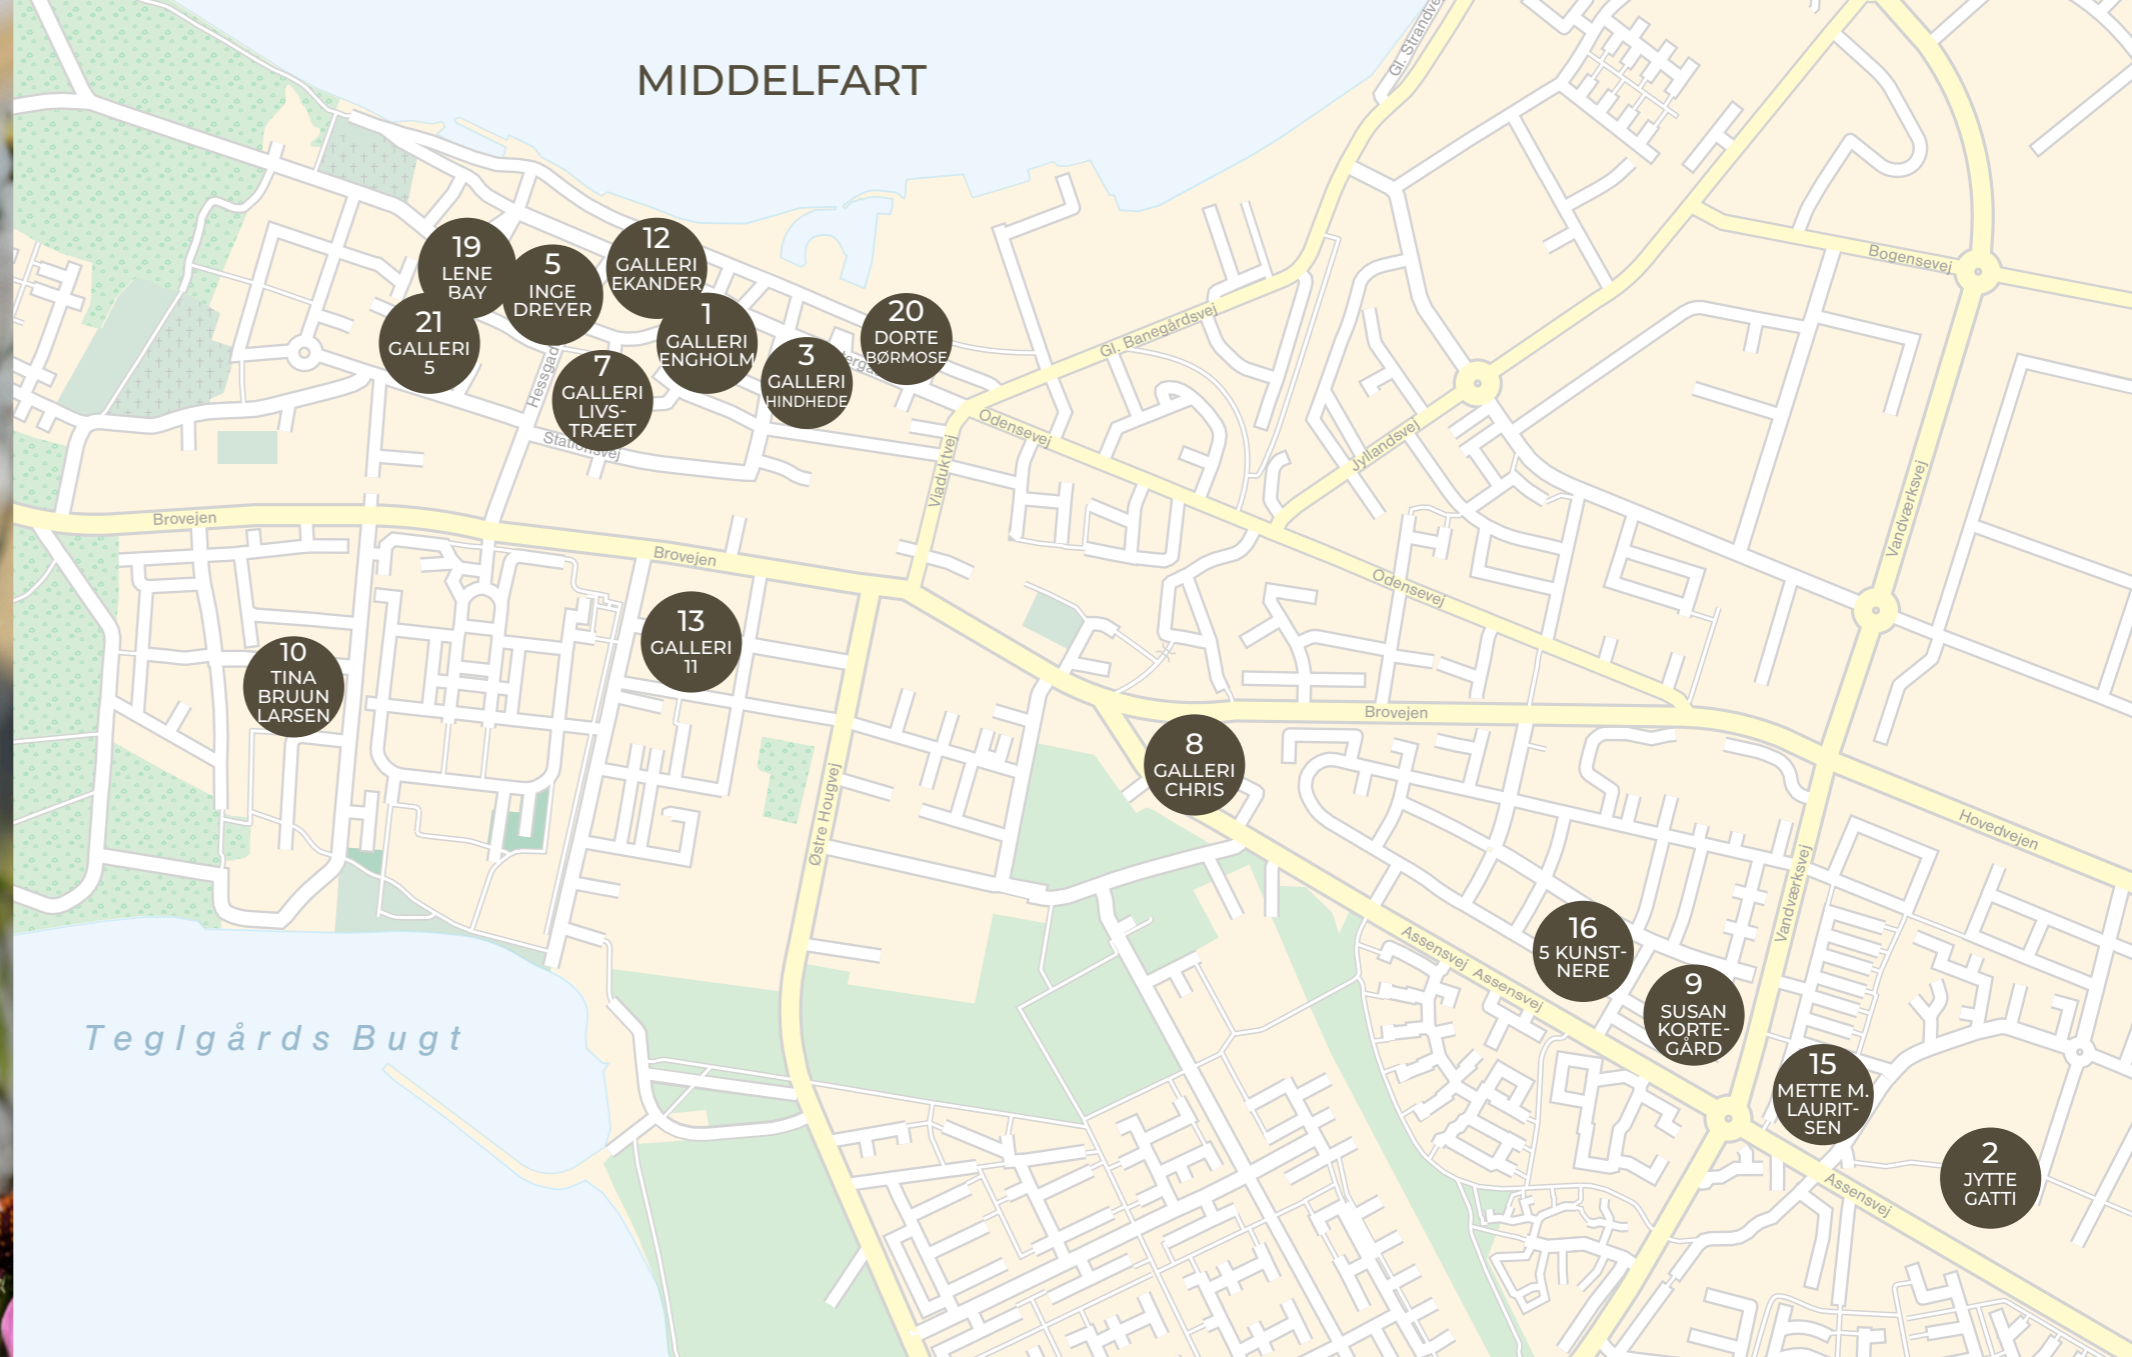 MIDDELFART
Gl. Strandvej
Bogensevej
19
LENE
BAY
5
INGE
DREYER
12
GALLERI
EKANDER
21
GALLERI
5
1
GALLERI
ENGHOLM
20
DORTE
BØRMOSE
3
GALLERI
HINDHEDE
7
GALLERI
LIVS-
TRÆET
Gl. Banegårdsvej
Stationsvej
Viaduktvej
Odensevej
Jyllandsvej
Vandværksvej
Brovejen
Brovejen
Odensevej
13
GALLERI
11
10
TINA
BRUUN
LARSEN
Brovejen
8
GALLERI
CHRIS
Østre Hougvej
Hovedvejen
Vandværksvej
Assensvej
Assensvej
16
5 KUNST-
NERE
9
SUSAN
KORTE-
GÅRD
Teglgårds Bugt
15
METTE M.
LAURIT-
SEN
2
JYTTE
GATTI
Assensvej